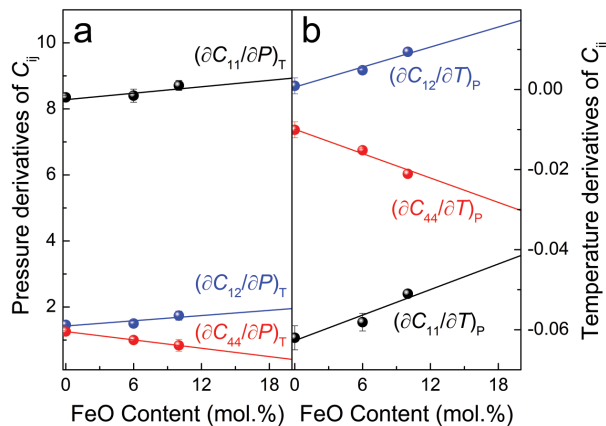 a
b
Pressure derivatives of Cij
10
8
6
4
2
(∂C11/∂P)T
(∂C12/∂P)T
(∂C44/∂P)T
0 6 12 18
FeO Content (mol.%)
(∂C12/∂T)P
(∂C44/∂T)P
(∂C11/∂T)P
0 6 12 18
FeO Content (mol.%)
0.00
-0.02
-0.04
-0.06
Temperature derivatives of Cij